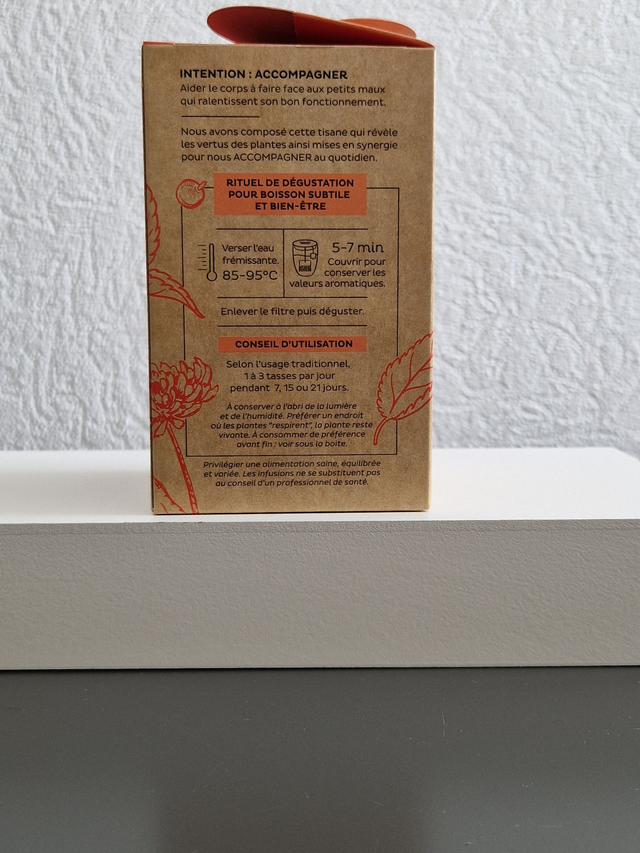 INTENTION : ACCOMPAGNER
Aider le corps à faire face aux petits maux
qui ralentissent son bon fonctionnement.
Nous avons composé cette tisane qui révèle
les vertus des plantes ainsi mises en synergie
pour nous ACCOMPAGNER au quotidien.
RITUEL DE DÉGUSTATION
POUR BOISSON SUBTILE
ET BIEN-ÊTRE
Verser l'eau
frémissante.
85-95°C
5-7 min
Couvrir pour
conserver les
valeurs aromatiques.
Enlever le filtre puis déguster.
CONSEIL D'UTILISATION
Selon l'usage traditionnel,
1 à 3 tasses par jour
pendant 7, 15 ou 21 jours.
À conserver à l'abri de la lumière
et de l'humidité. Préférer un endroit
où les plantes "respirent", la plante reste
vivante. À consommer de préférence
avant fin : voir sous la boite.
Privilégier une alimentation saine, équilibrée
et variée. Les infusions ne se substituent pas
au conseil d'un professionnel de santé.